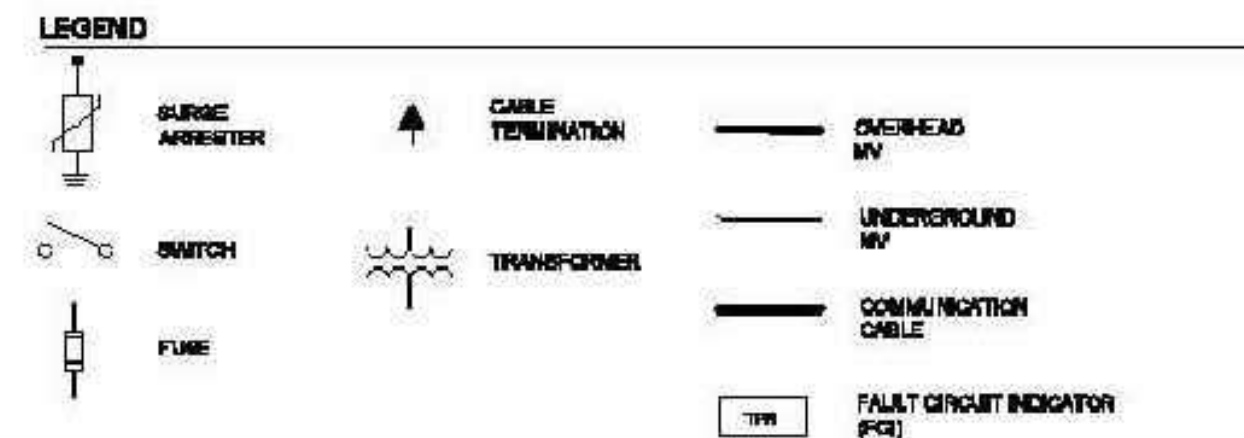 LEGEND
SURGE
ARRESTER
SWITCH
FUSE
CABLE
TERMINATION
TRANSFORMER
OVERHEAD
MV
UNDERGROUND
MV
COMMUNICATION
CABLE
FAULT CIRCUIT INDICATOR
(FCI)